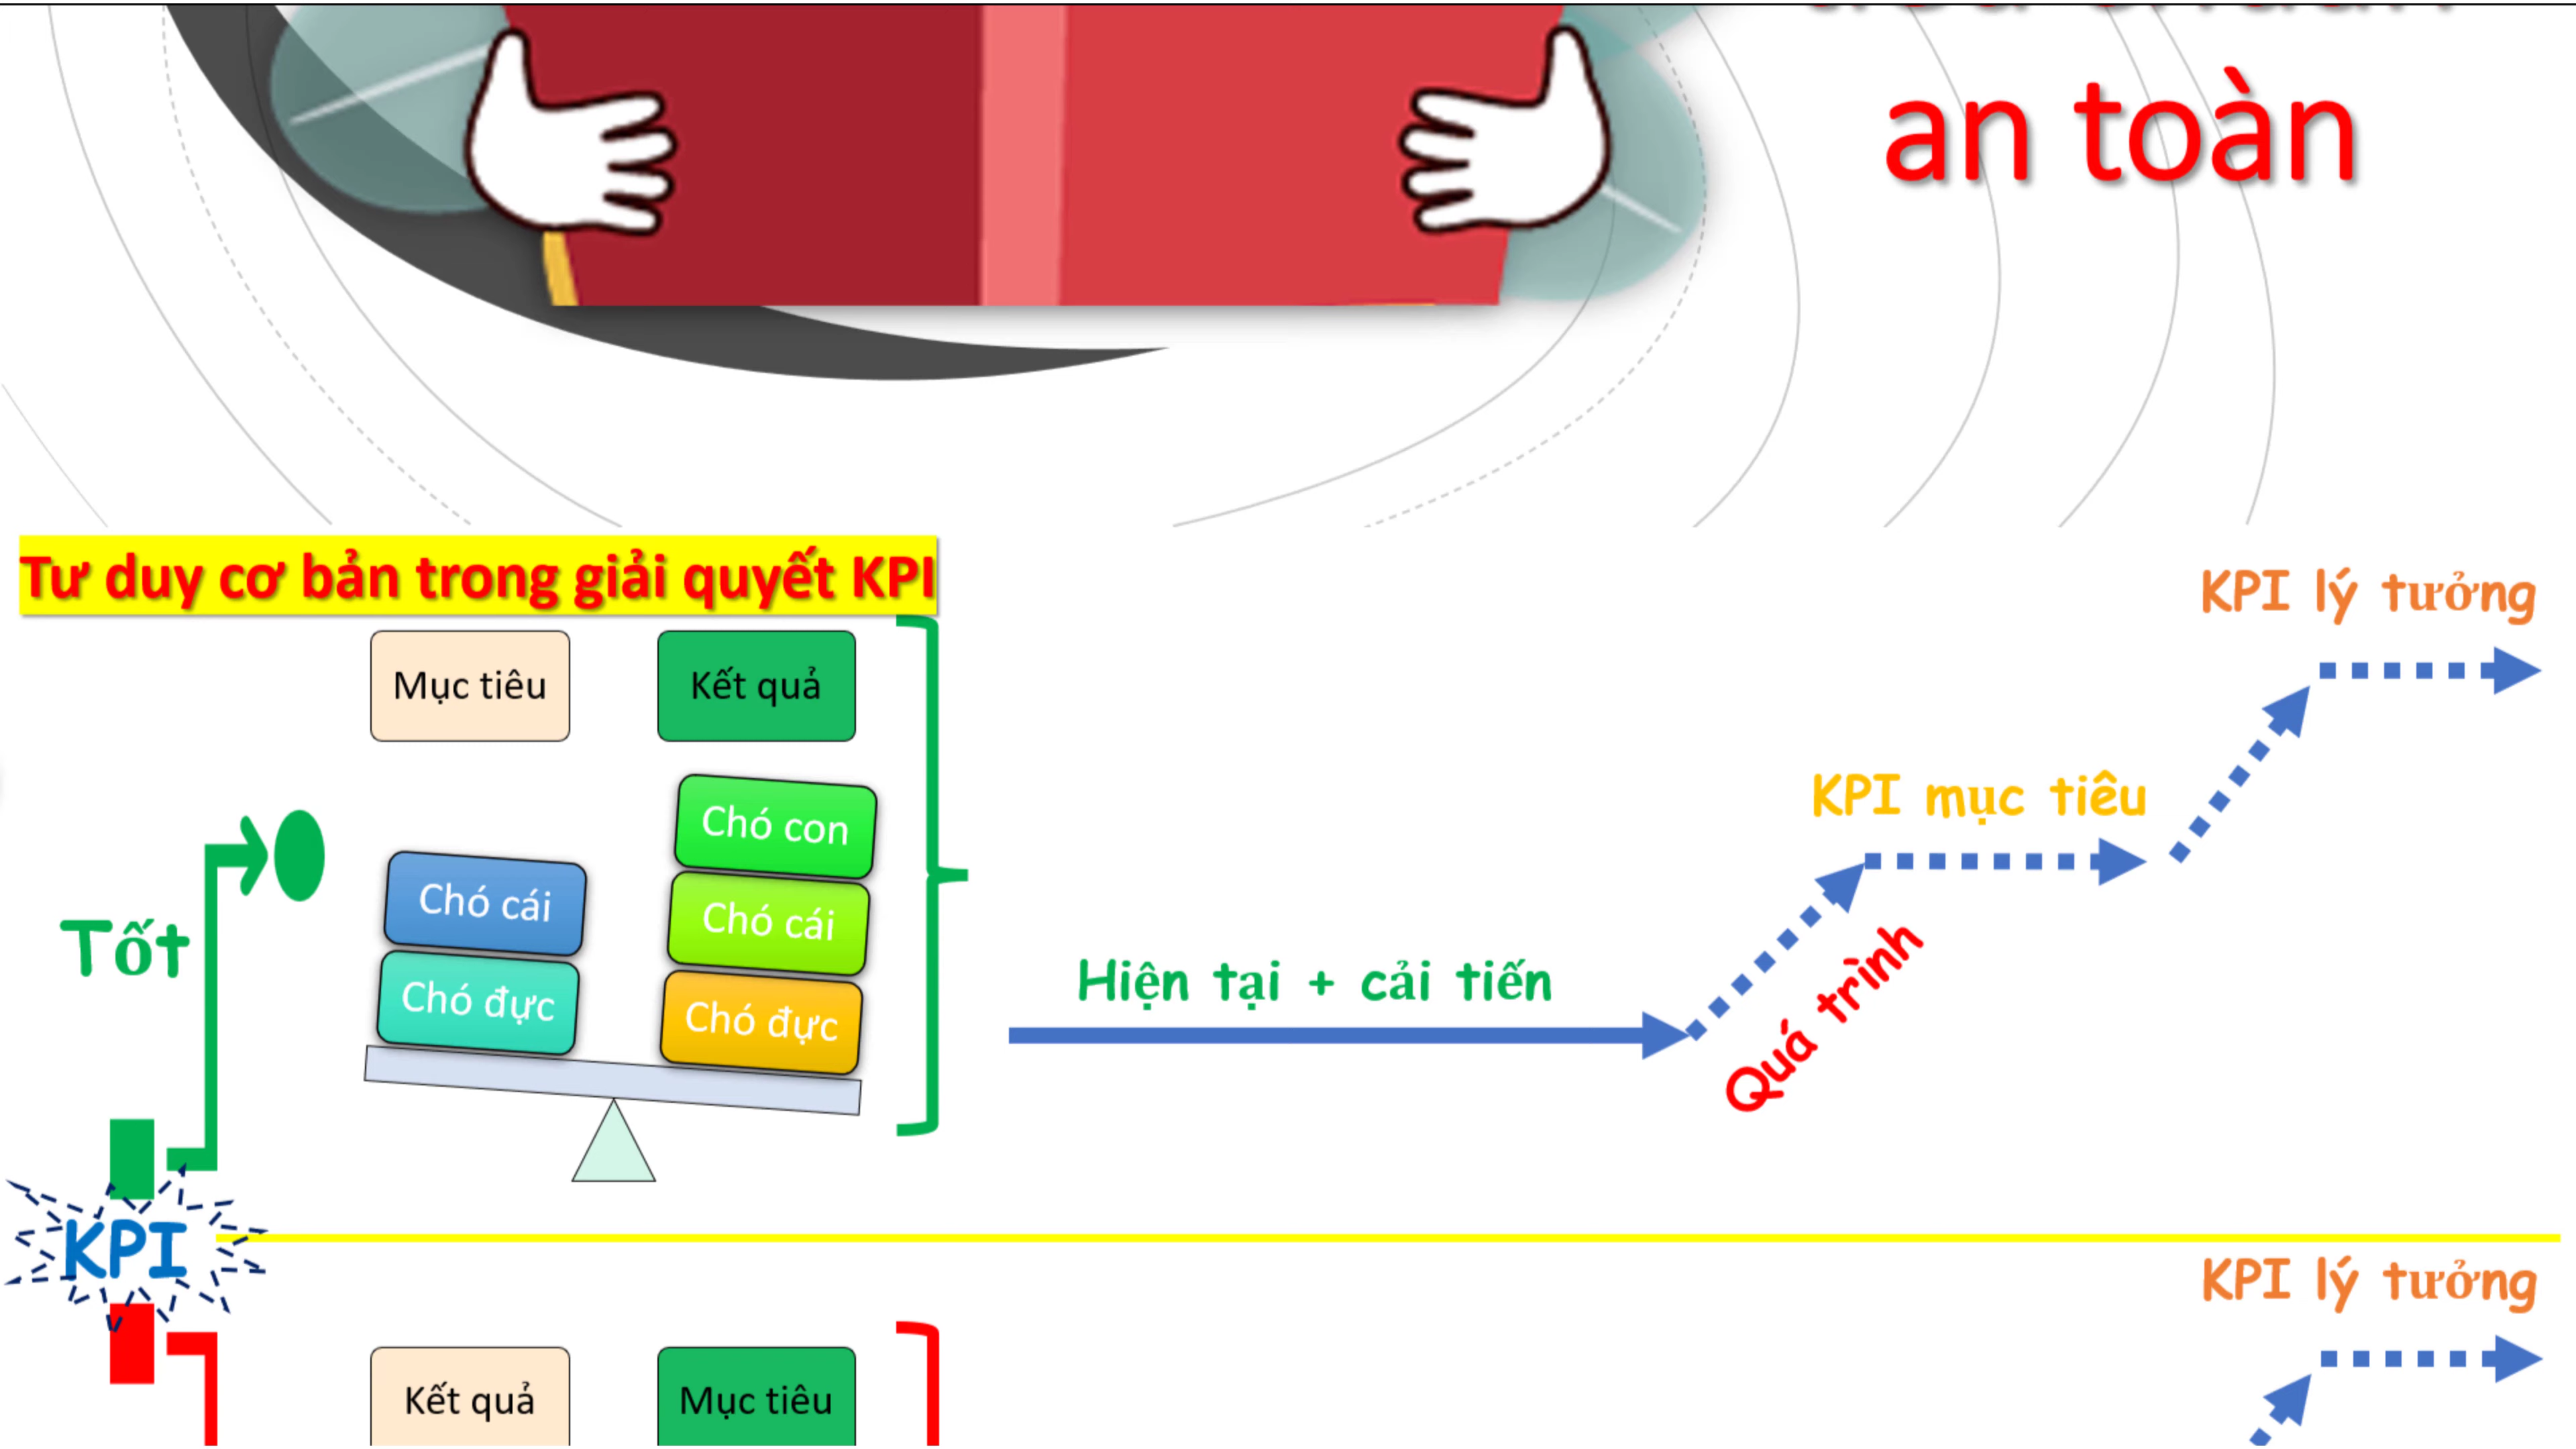 an toàn
Tư duy cơ bản trong giải quyết KPI
KPI lý tưởng
Mục tiêu
Kết quả
KPI mục tiêu
Chó con
Chó cái
Chó cái
Tốt
Chó đực
Chó đực
Hiện tại + cải tiến
Quá trình
KPI
KPI lý tưởng
Kết quả
Mục tiêu